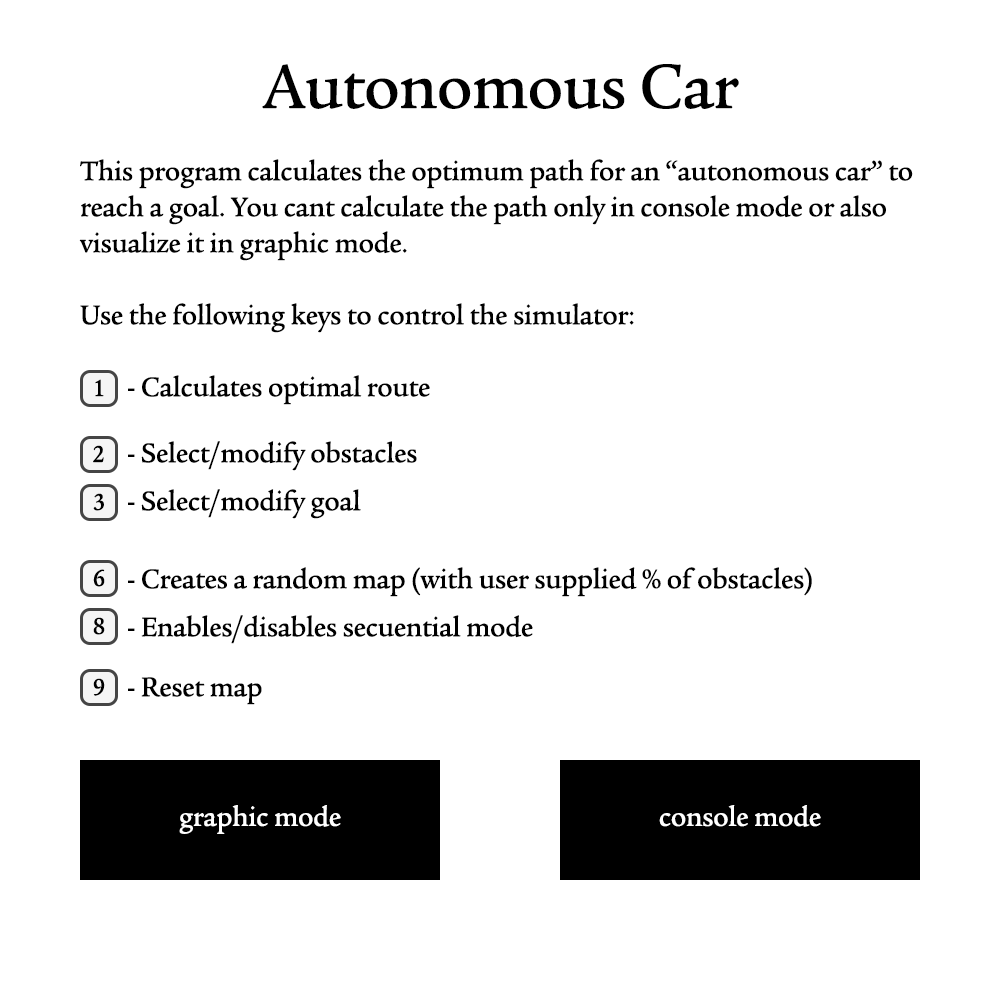 Autonomous Car
This program calculates the optimum path for an “autonomous car” to
reach a goal. You cant calculate the path only in console mode or also
visualize it in graphic mode.
Use the following keys to control the simulator:
1 - Calculates optimal route
2 - Select/modify obstacles
3 - Select/modify goal
6 - Creates a random map (with user supplied % of obstacles)
8 - Enables/disables secuential mode
9 - Reset map
graphic mode
console mode